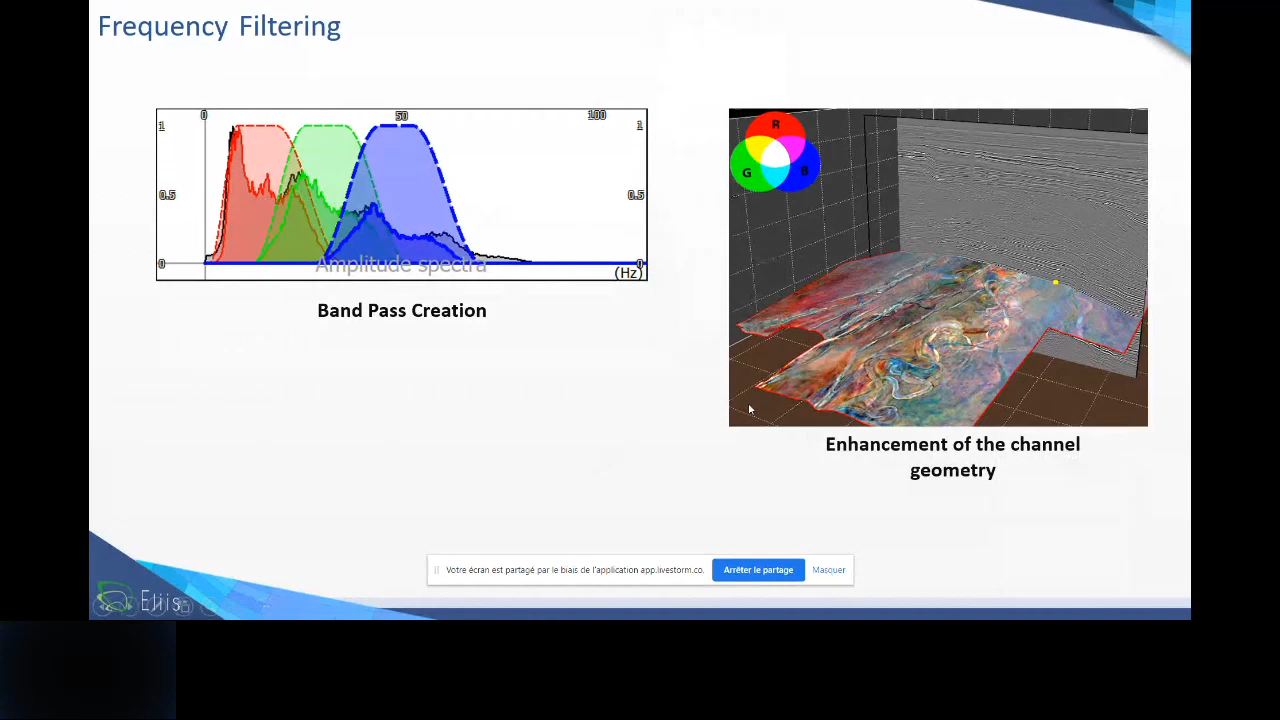 Frequency Filtering
0 50 100
1 1
0.5 0.5
0 0
Amplitude spectra
(Hz)
Band Pass Creation
R
G B
Enhancement of the channel
geometry
Votre écran est partagé par le biais de l'application app.livestorm.co. Arrêter le partage Masquer
Eliis